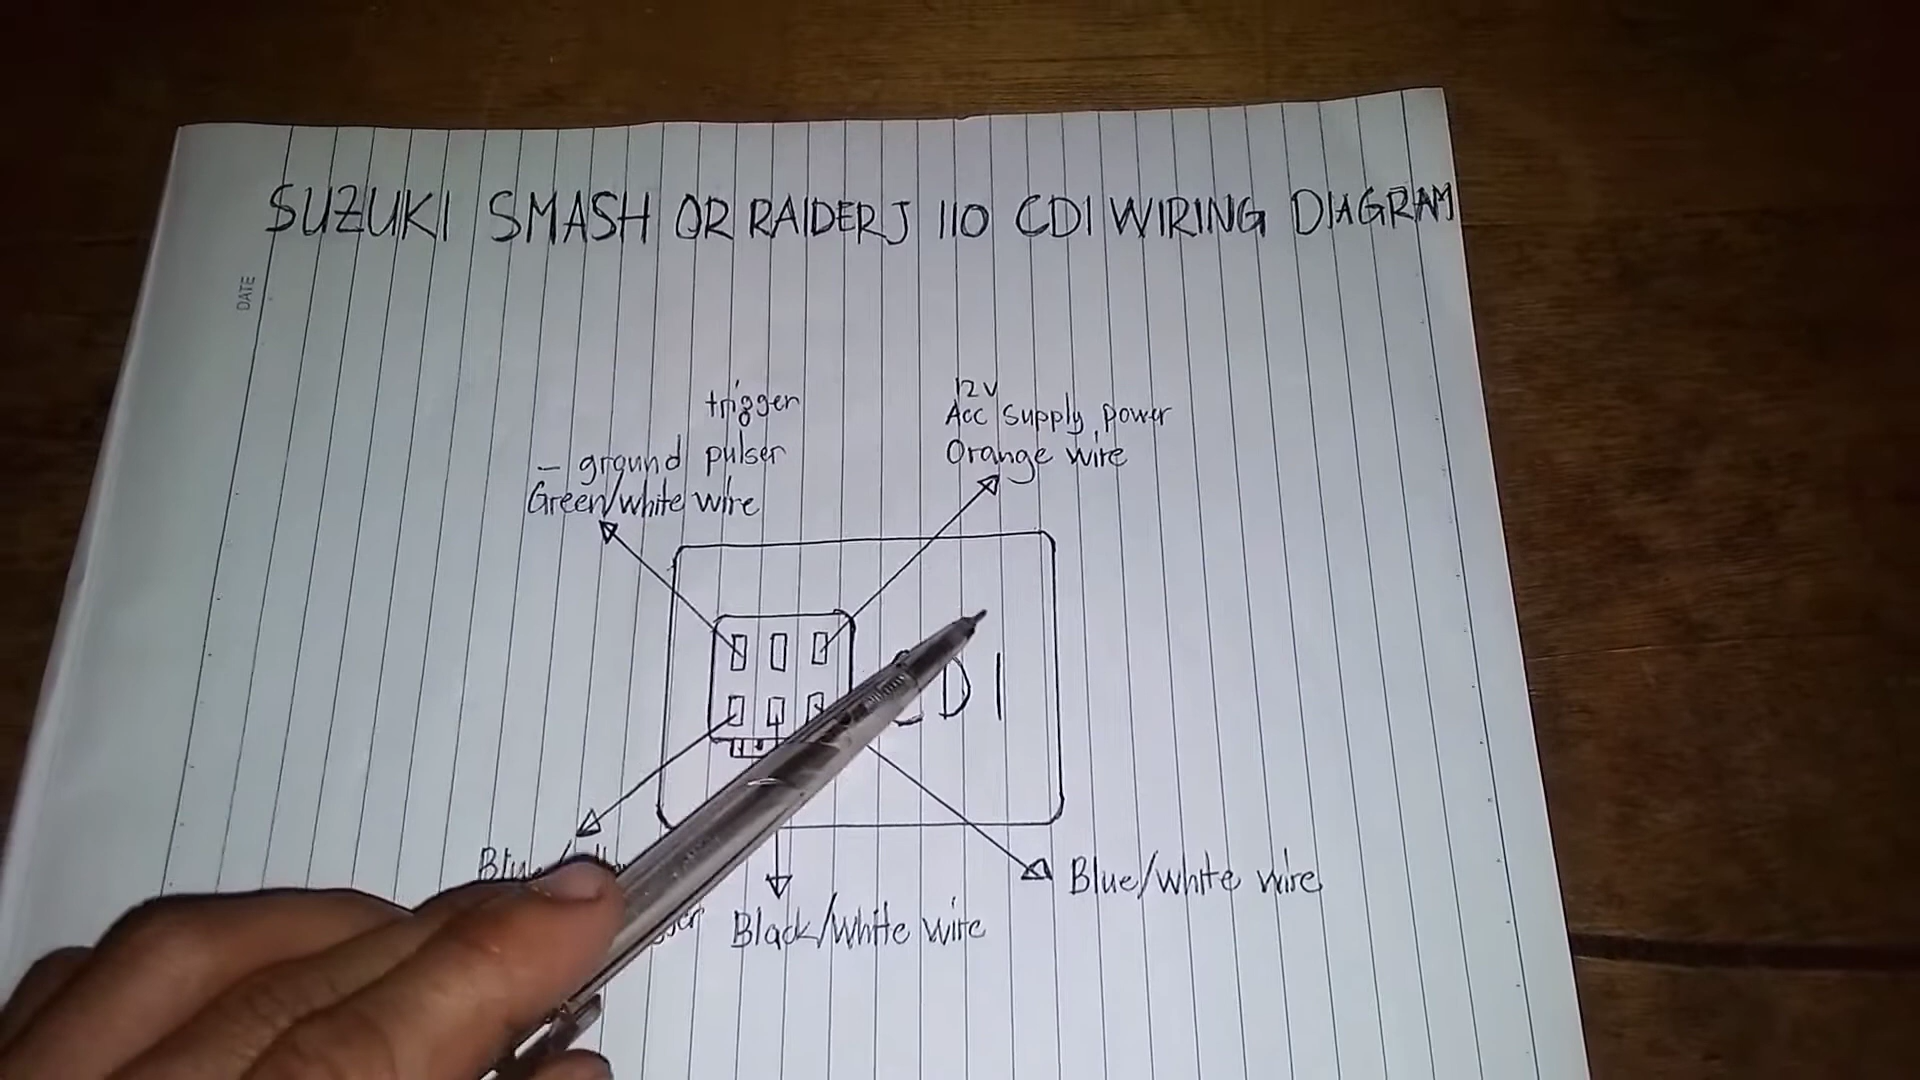 SUZUKI SMASH OR RAIDER J 110 CDI WIRING DIAGRAM
DATE
trigger
– ground pulser
Green/white wire
12V
Acc supply power
Orange wire
CDI
Blue/white wire
Black/white wire